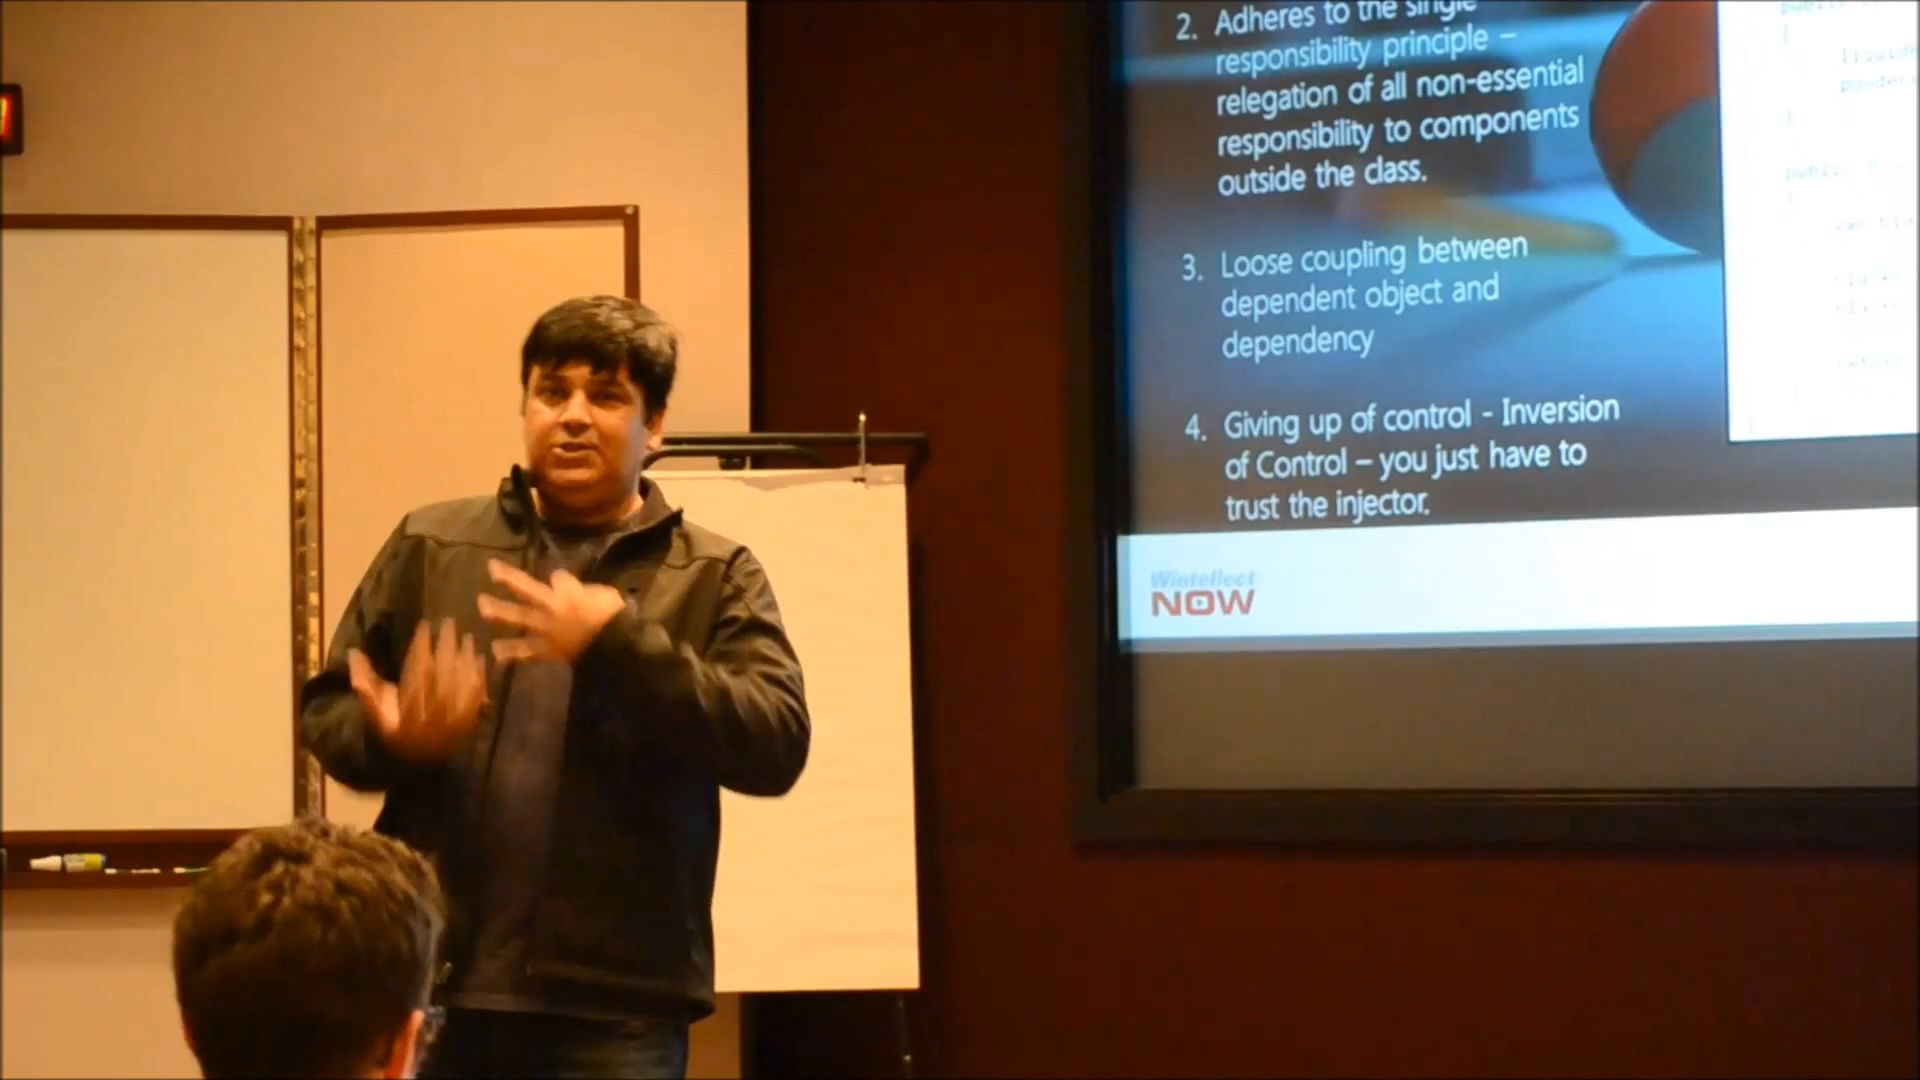 2. Adheres to the single
responsibility principle –
relegation of all non-essential
responsibility to components
outside the class.
3. Loose coupling between
dependent object and
dependency
4. Giving up of control - Inversion
of Control – you just have to
trust the injector.
Wintellect
NOW